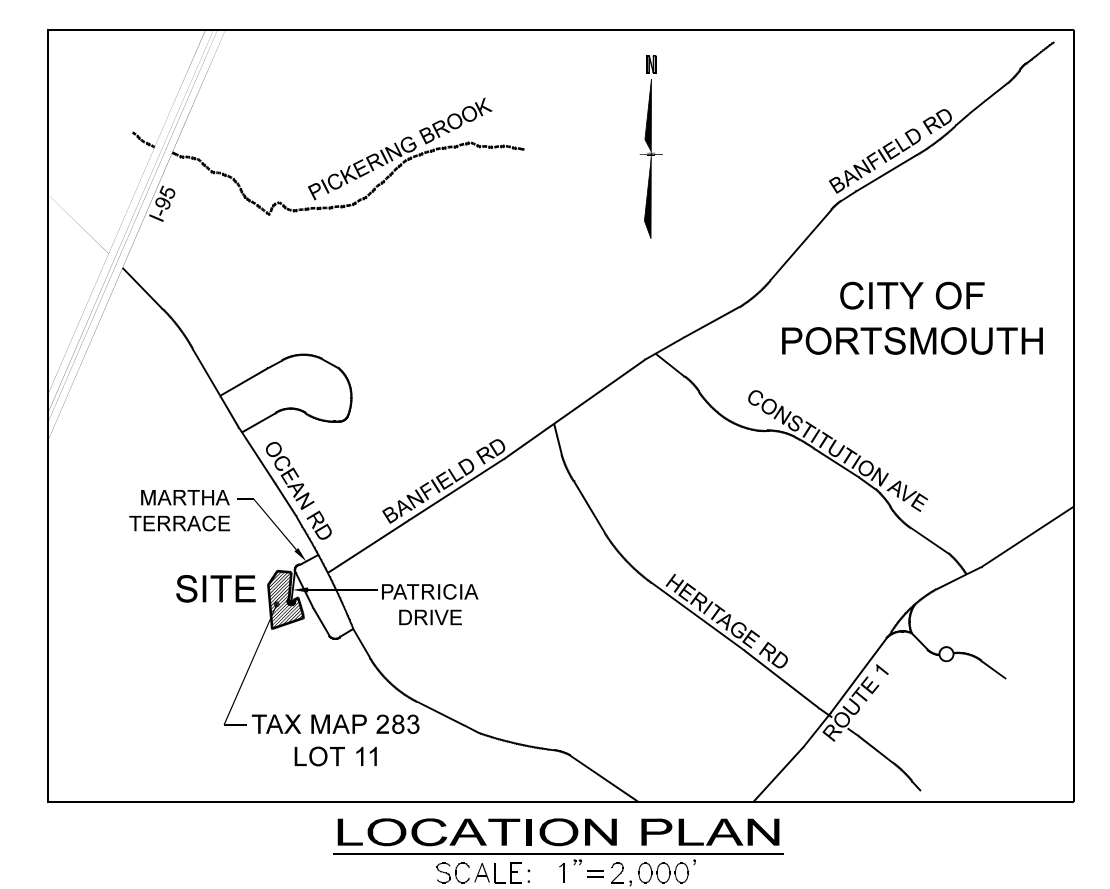 N
PICKERING BROOK
BANFIELD RD
I-95
CITY OF
PORTSMOUTH
CONSTITUTION AVE
OCEAN RD
BANFIELD RD
MARTHA
TERRACE
SITE
PATRICIA
DRIVE
HERITAGE RD
ROUTE 1
TAX MAP 283
LOT 11
LOCATION PLAN
SCALE: 1"=2,000'